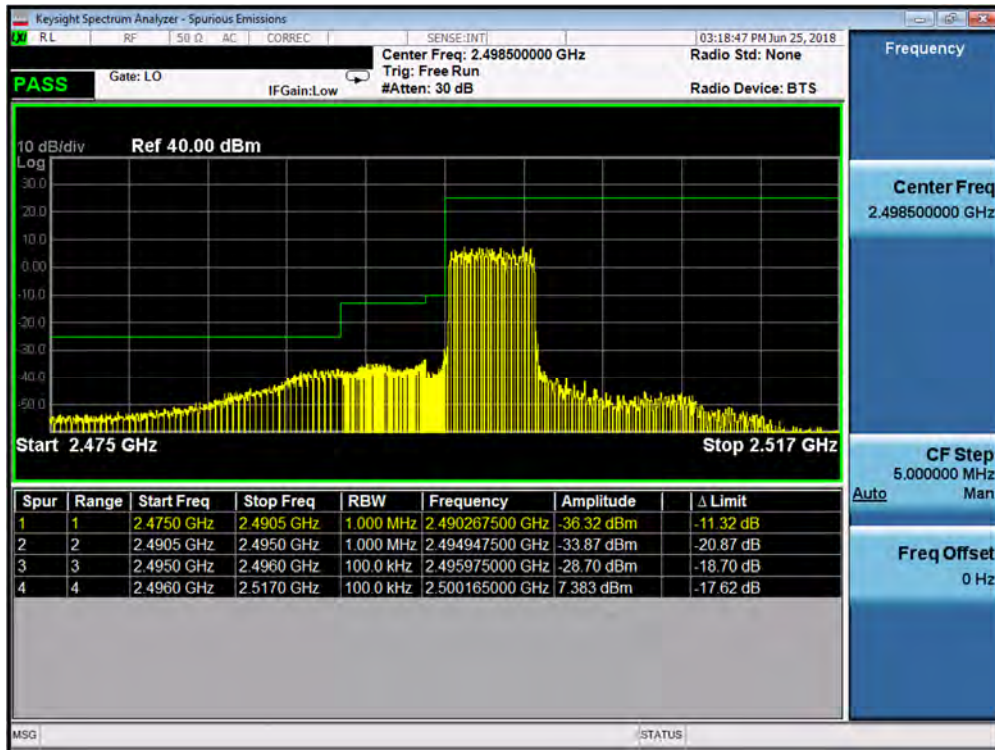 Keysight Spectrum Analyzer - Spurious Emissions
RL RF 50 Ω AC CORREC SENSE:INT 03:18:47 PM Jun 25, 2018
Center Freq: 2.498500000 GHz Radio Std: None
Trig: Free Run
PASS Gate: LO IFGain:Low #Atten: 30 dB Radio Device: BTS
10 dB/div Ref 40.00 dBm
Log
30.0
20.0
10.0
0.00
-10.0
-20.0
-30.0
-40.0
-50.0
Start 2.475 GHz Stop 2.517 GHz
Spur Range Start Freq Stop Freq RBW Frequency Amplitude Δ Limit
1 1 2.4750 GHz 2.4905 GHz 1.000 MHz 2.490267500 GHz -36.32 dBm -11.32 dB
2 2 2.4905 GHz 2.4950 GHz 1.000 MHz 2.494947500 GHz -33.87 dBm -20.87 dB
3 3 2.4950 GHz 2.4960 GHz 100.0 kHz 2.495975000 GHz -28.70 dBm -18.70 dB
4 4 2.4960 GHz 2.5170 GHz 100.0 kHz 2.500165000 GHz 7.383 dBm -17.62 dB
MSG STATUS
Frequency
Center Freq
2.498500000 GHz
CF Step
5.000000 MHz
Auto Man
Freq Offset
0 Hz